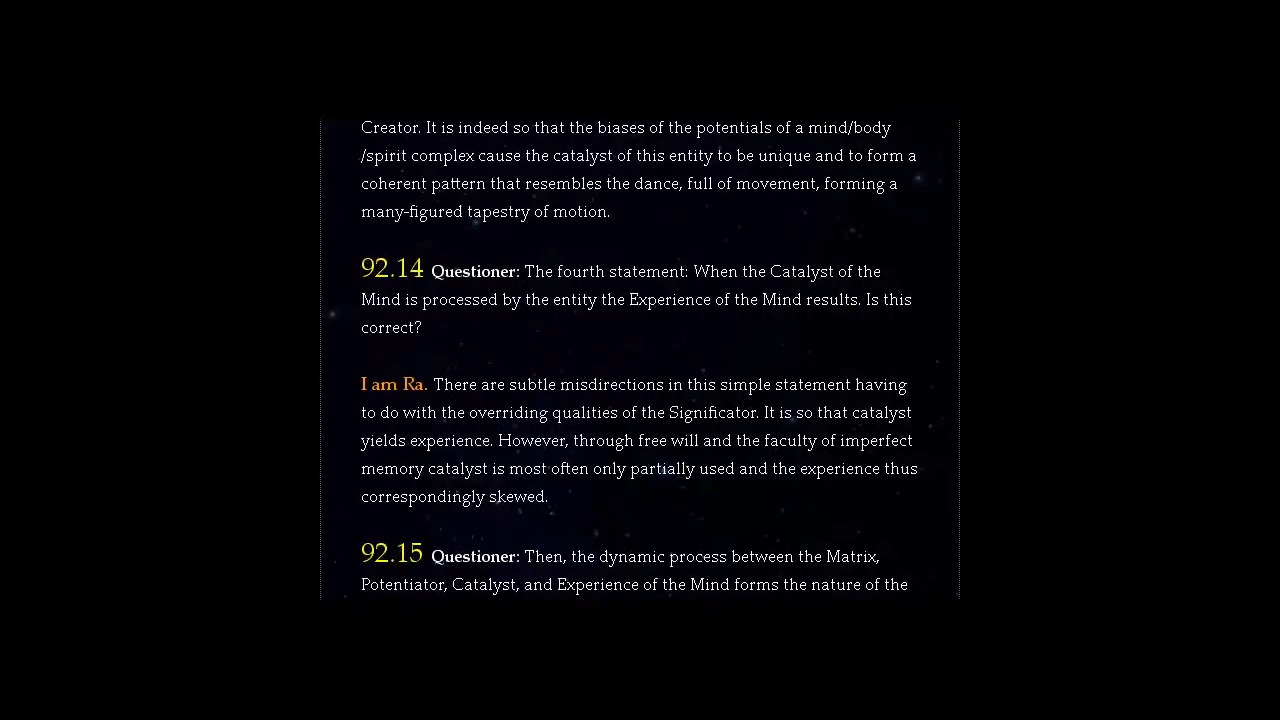 Creator. It is indeed so that the biases of the potentials of a mind/body
/spirit complex cause the catalyst of this entity to be unique and to form a
coherent pattern that resembles the dance, full of movement, forming a
many-figured tapestry of motion.
92.14 Questioner: The fourth statement: When the Catalyst of the
Mind is processed by the entity the Experience of the Mind results. Is this
correct?
I am Ra. There are subtle misdirections in this simple statement having
to do with the overriding qualities of the Significator. It is so that catalyst
yields experience. However, through free will and the faculty of imperfect
memory catalyst is most often only partially used and the experience thus
correspondingly skewed.
92.15 Questioner: Then, the dynamic process between the Matrix,
Potentiator, Catalyst, and Experience of the Mind forms the nature of the